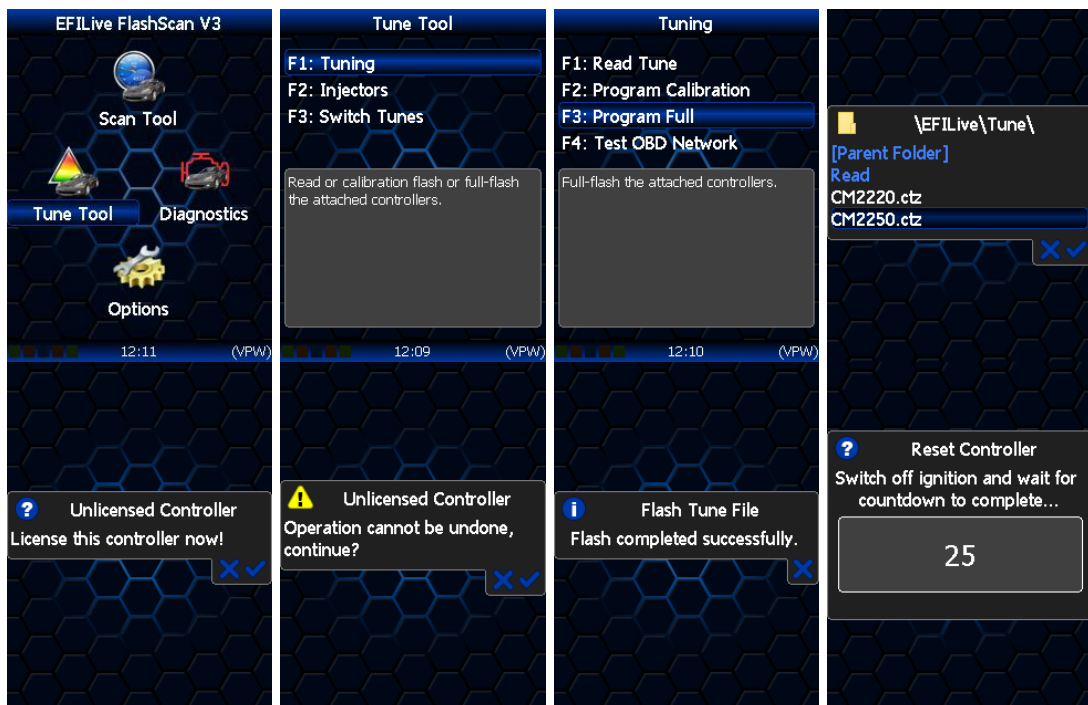 EFILive FlashScan V3
Scan Tool
Tune Tool
Diagnostics
Options
12:11
(VPW)
Tune Tool
F1: Tuning
F2: Injectors
F3: Switch Tunes
Read or calibration flash or full-flash
the attached controllers.
12:09
(VPW)
Tuning
F1: Read Tune
F2: Program Calibration
F3: Program Full
F4: Test OBD Network
Full-flash the attached controllers.
12:10
(VPW)
\EFILive\Tune\
[Parent Folder]
Read
CM2220.ctz
CM2250.ctz
Unlicensed Controller
License this controller now!
Unlicensed Controller
Operation cannot be undone,
continue?
Flash Tune File
Flash completed successfully.
Reset Controller
Switch off ignition and wait for
countdown to complete...
25